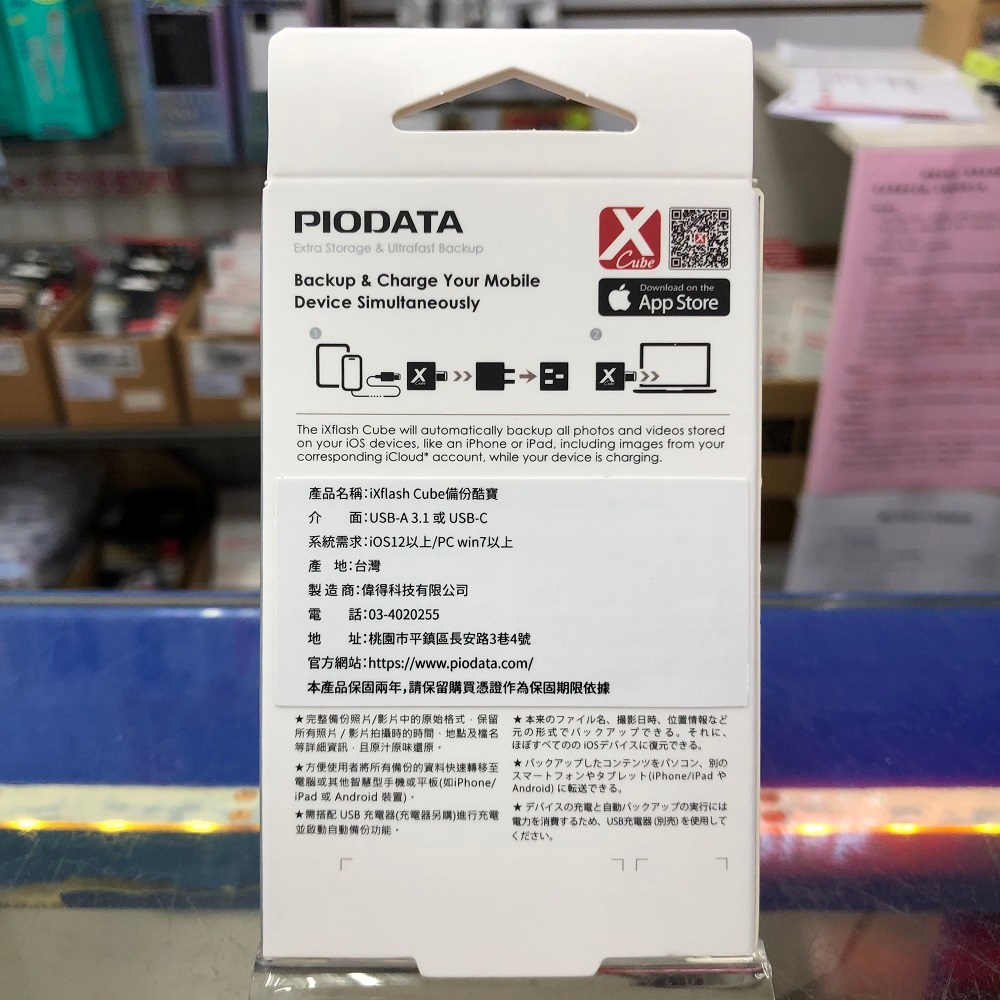 PIODATA
Extra Storage & Ultrafast Backup
Backup & Charge Your Mobile
Device Simultaneously
X
Cube
Download on the
App Store
1
2
X
X
The iXflash Cube will automatically backup all photos and videos stored
on your iOS devices, like an iPhone or iPad, including images from your
corresponding iCloud* account, while your device is charging.
產品名稱:iXflash Cube備份酷寶
介 面:USB-A 3.1 或 USB-C
系統需求:iOS12以上/PC win7以上
產 地:台灣
製造商:偉得科技有限公司
電 話:03-4020255
地 址:桃園市平鎮區長安路3巷4號
官方網站:https://www.piodata.com/
本產品保固兩年,請保留購買憑證作為保固期限依據
★完整備份照片/影片中的原始格式，保留
所有照片 / 影片拍攝時的時間、地點及檔名
等詳細資訊，且原汁原味還原。
★方便使用者將所有備份的資料快速轉移至
電腦或其他智慧型手機或平板(如iPhone/
iPad 或 Android 裝置)。
★需搭配 USB 充電器(充電器另購)進行充電
並啟動自動備份功能。
★ 本来のファイル名、撮影日時、位置情報など
元の形式でバックアップできる。それに、
ほぼすべてのの iOSデバイスに復元できる。
★ バックアップしたコンテンツをパソコン、別の
スマートフォンやタブレット(iPhone/iPad や
Android) に転送できる。
★ デバイスの充電と自動バックアップの実行には
電力を消費するため、USB充電器 (別売) を使用して
ください。